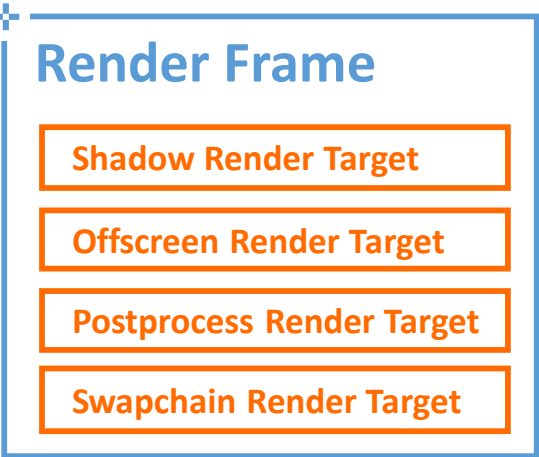 Render Frame
Shadow Render Target
Offscreen Render Target
Postprocess Render Target
Swapchain Render Target